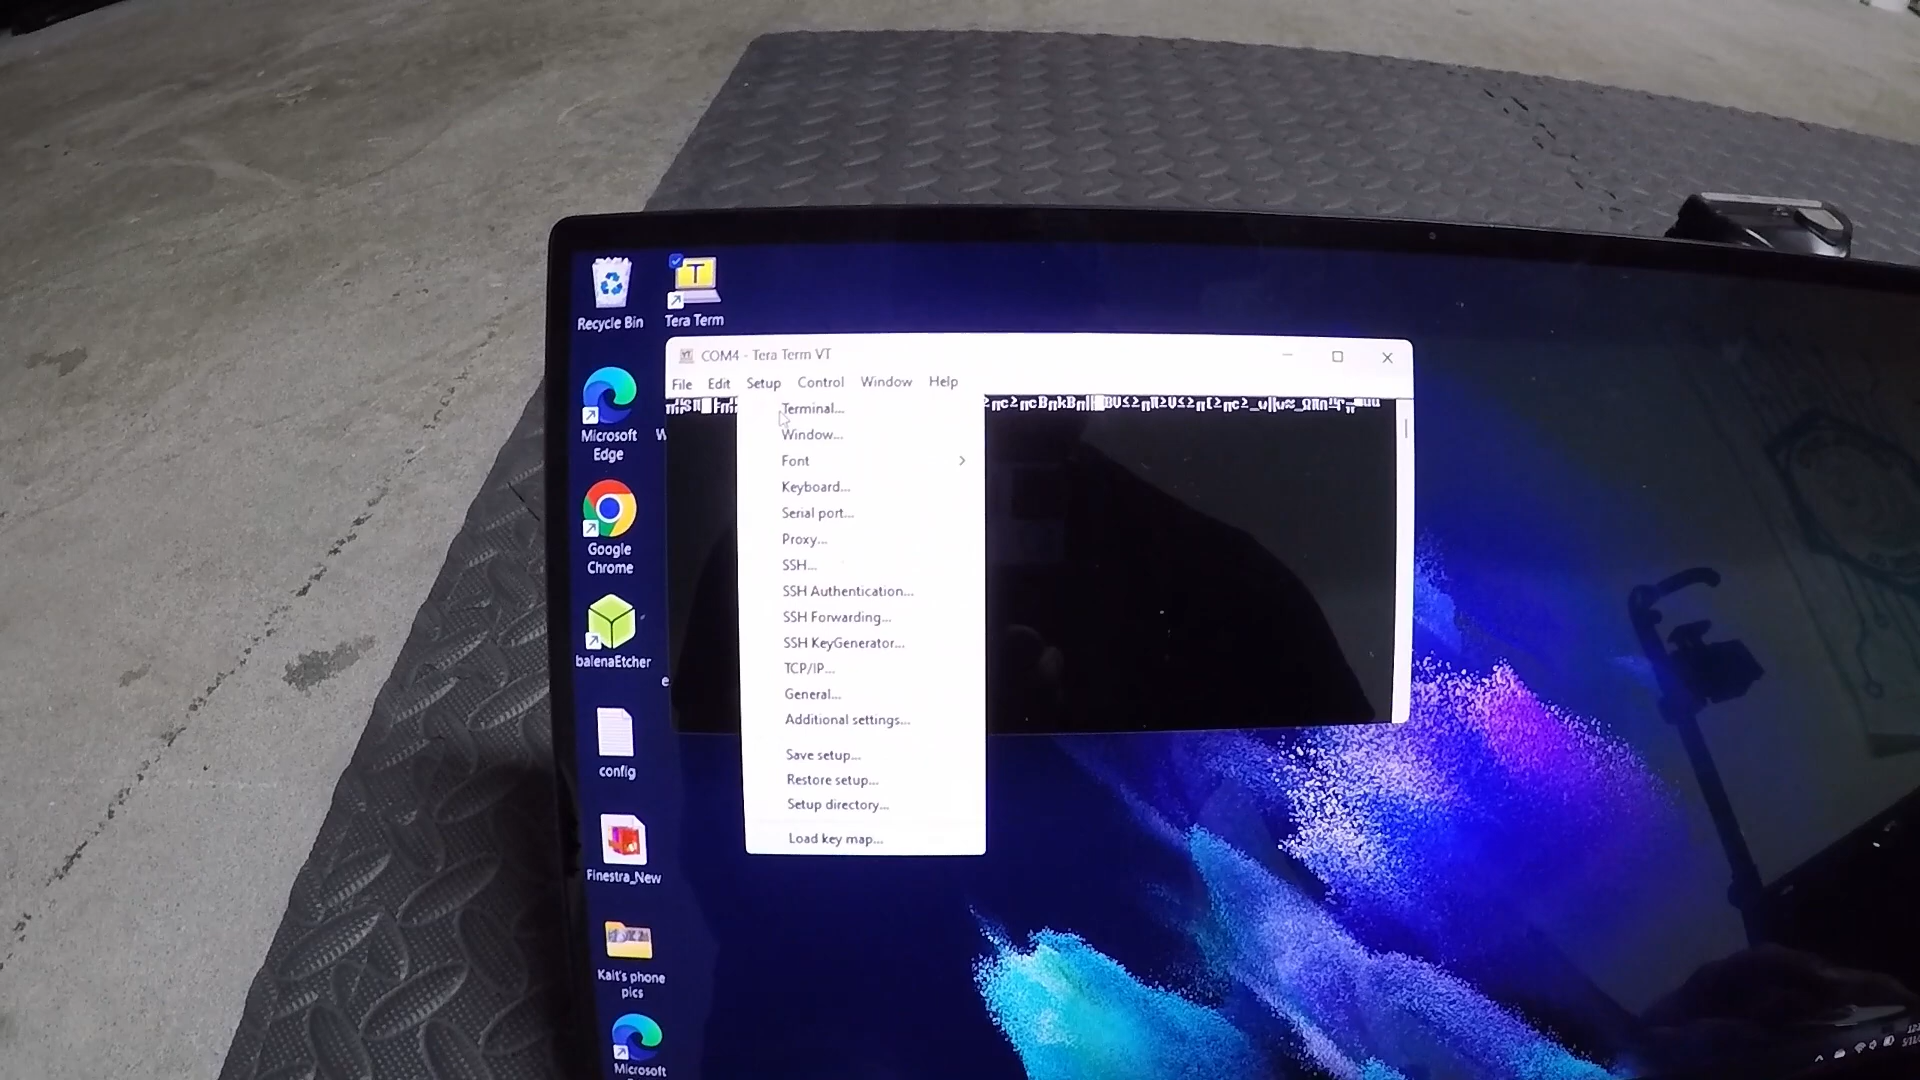 Recycle Bin
Tera Term
COM4 - Tera Term VT
File Edit Setup Control Window Help
Terminal...
Window...
Font
Keyboard...
Serial port...
Proxy...
SSH...
SSH Authentication...
SSH Forwarding...
SSH KeyGenerator...
TCP/IP...
General...
Additional settings...
Save setup...
Restore setup...
Setup directory...
Load key map...
Microsoft
Edge
Google
Chrome
balenaEtcher
config
Finestra_New
Kait's phone
pics
Microsoft